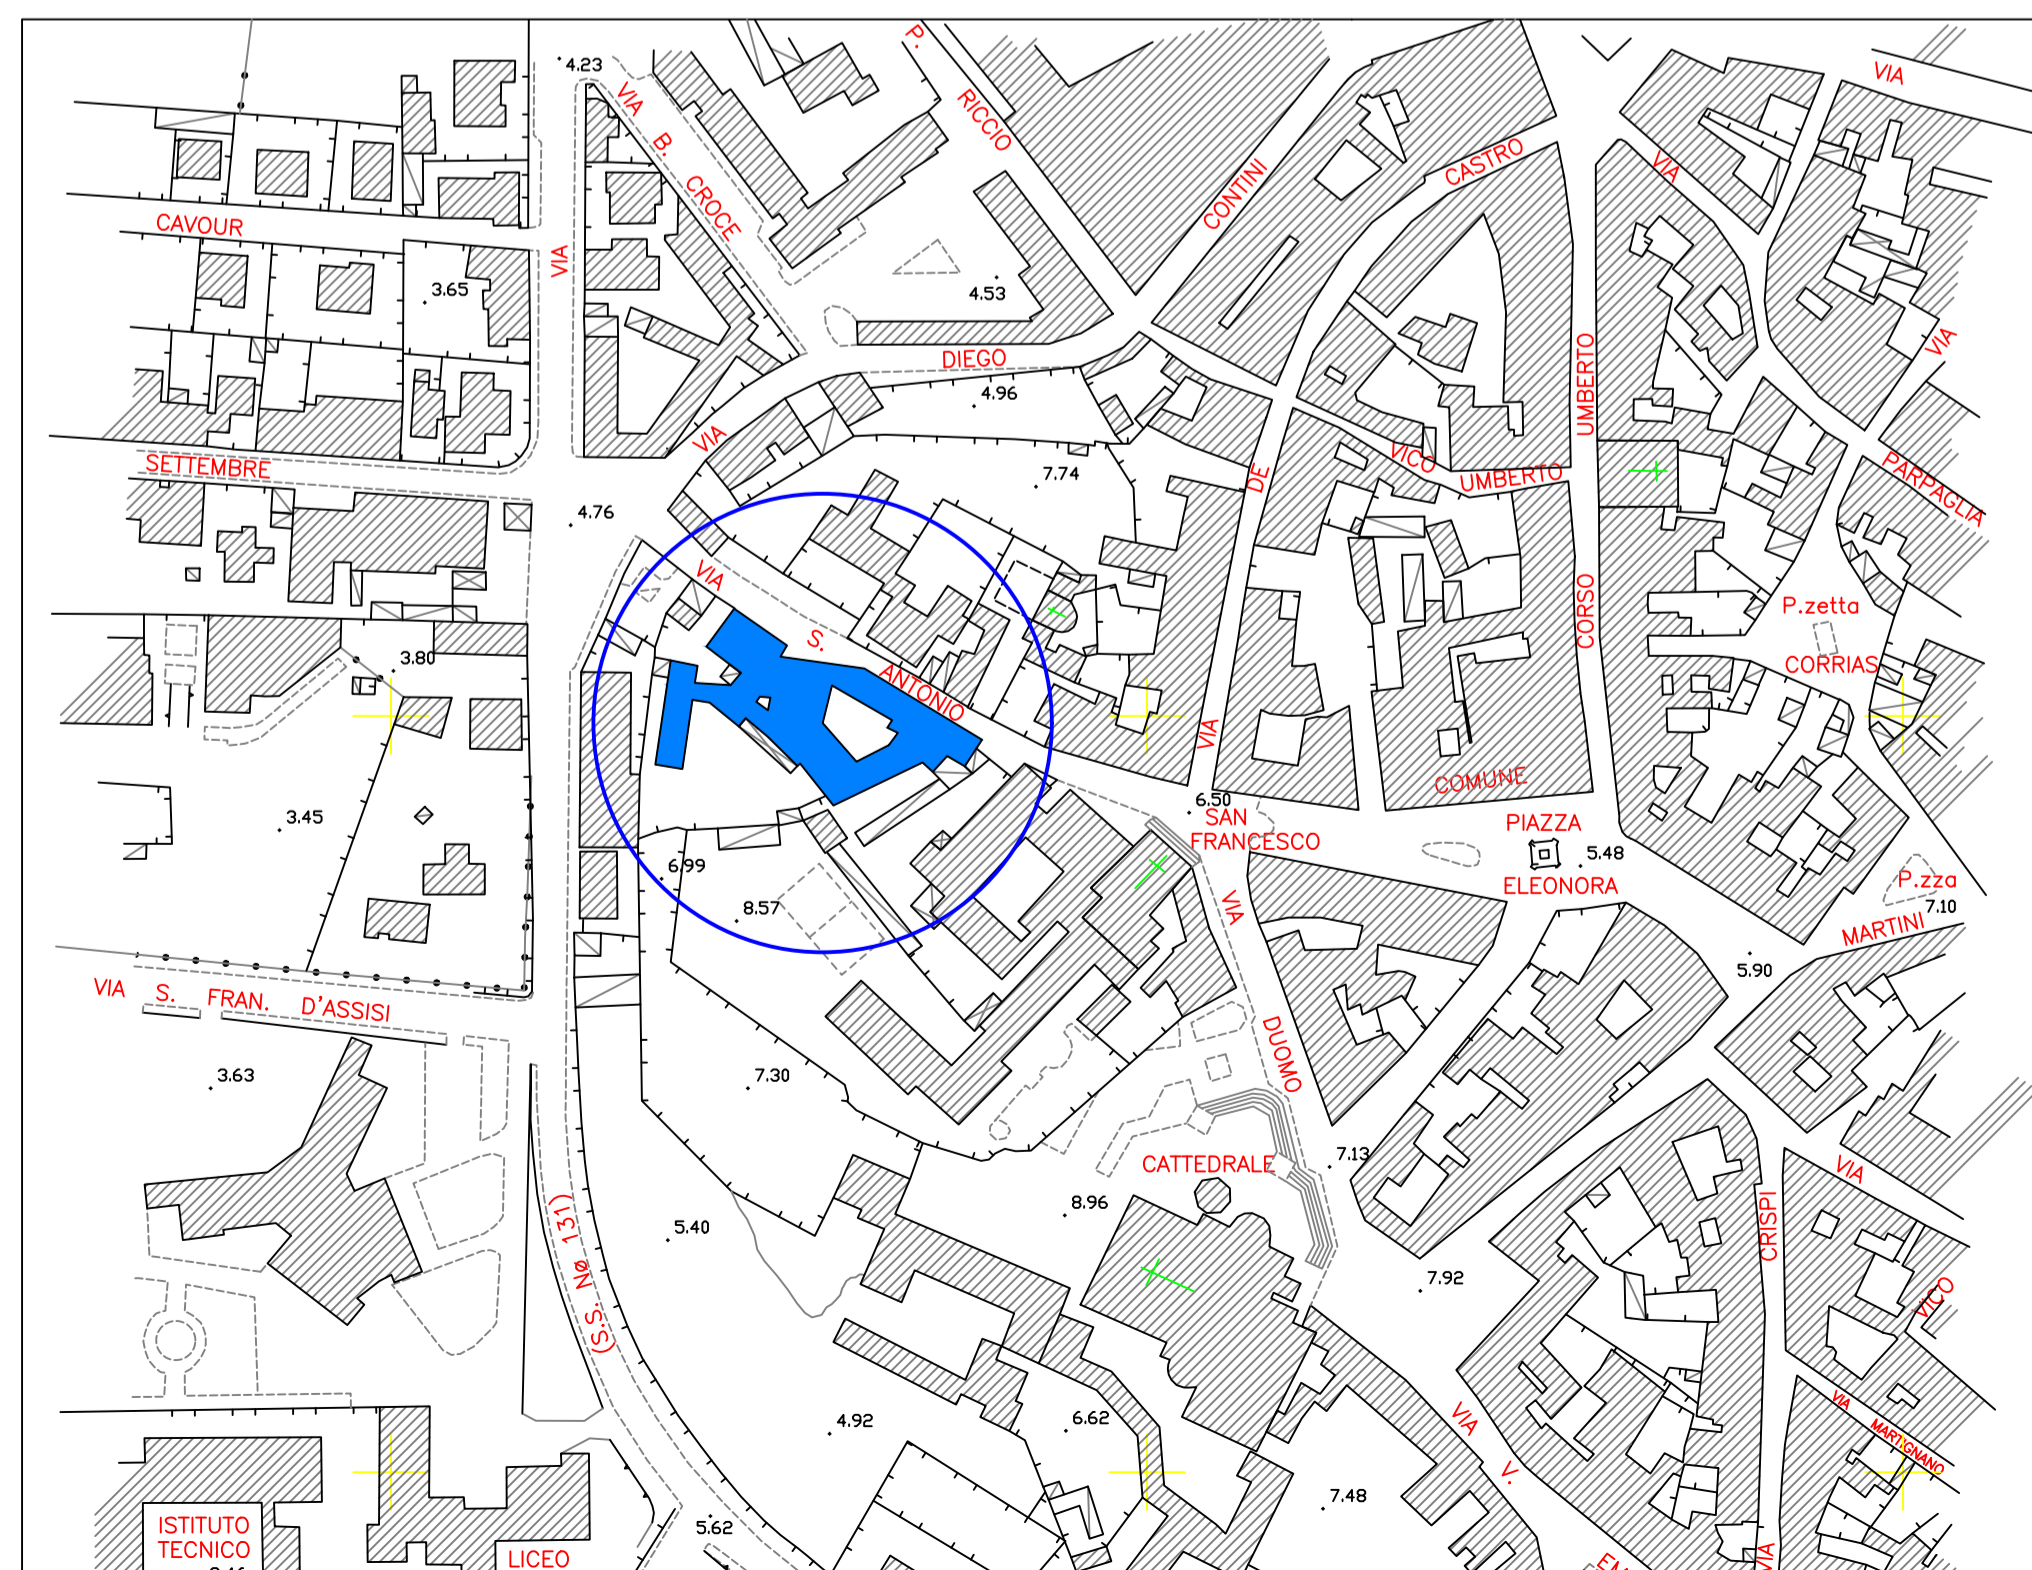 4.23
VIA B. CROCE
P. RICCIO
VIA
CONTINI
CASTRO
VIA
CAVOUR
VIA
3.65
4.53
DIEGO
4.96
VIA
UMBERTO
VIA
SETTEMBRE
4.76
7.74
DE
VICO
UMBERTO
PARPAGLIA
VIA S. ANTONIO
3.80
VIA
CORSO
P.zetta
CORRIAS
3.45
6.50
SAN
FRANCESCO
COMUNE
PIAZZA
ELEONORA
5.48
6.99
8.57
VIA
DUOMO
P.zza
7.10
MARTINI
5.90
VIA S. FRAN. D'ASSISI
3.63
7.30
7.13
CATTEDRALE
8.96
5.40
(S.S. Nø 131)
7.92
CRISPI
VIA
VICO
4.92
6.62
VIA V.
VIA MARTIGNANO
7.48
5.62
ISTITUTO
TECNICO
LICEO
VIA